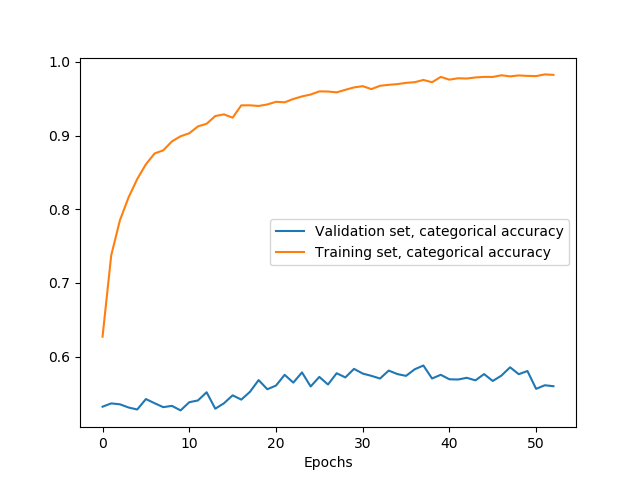 1.0
0.9
0.8
0.7
0.6
Validation set, categorical accuracy
Training set, categorical accuracy
0 10 20 30 40 50
Epochs